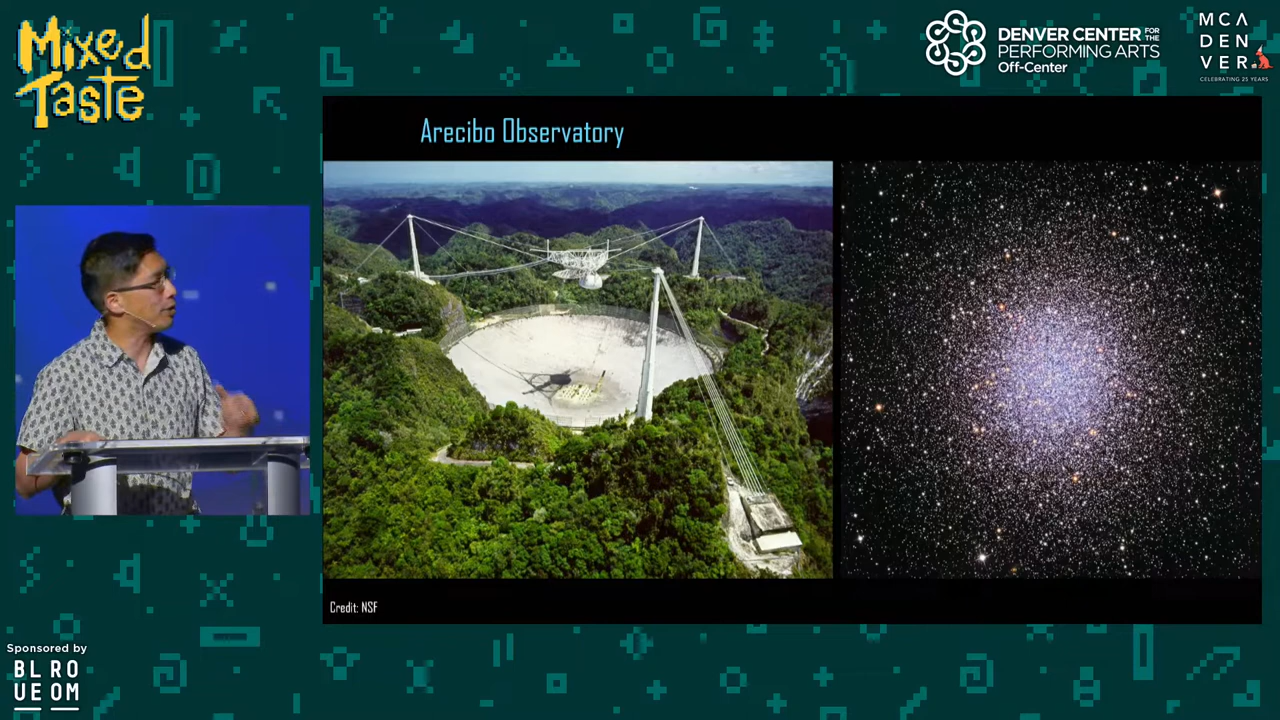 Mixed
Taste
DENVER CENTER FOR THE
PERFORMING ARTS
Off-Center
MCA
DEN
VER
CELEBRATING 25 YEARS
Arecibo Observatory
Credit: NSF
Sponsored by
BL RO
UE OM